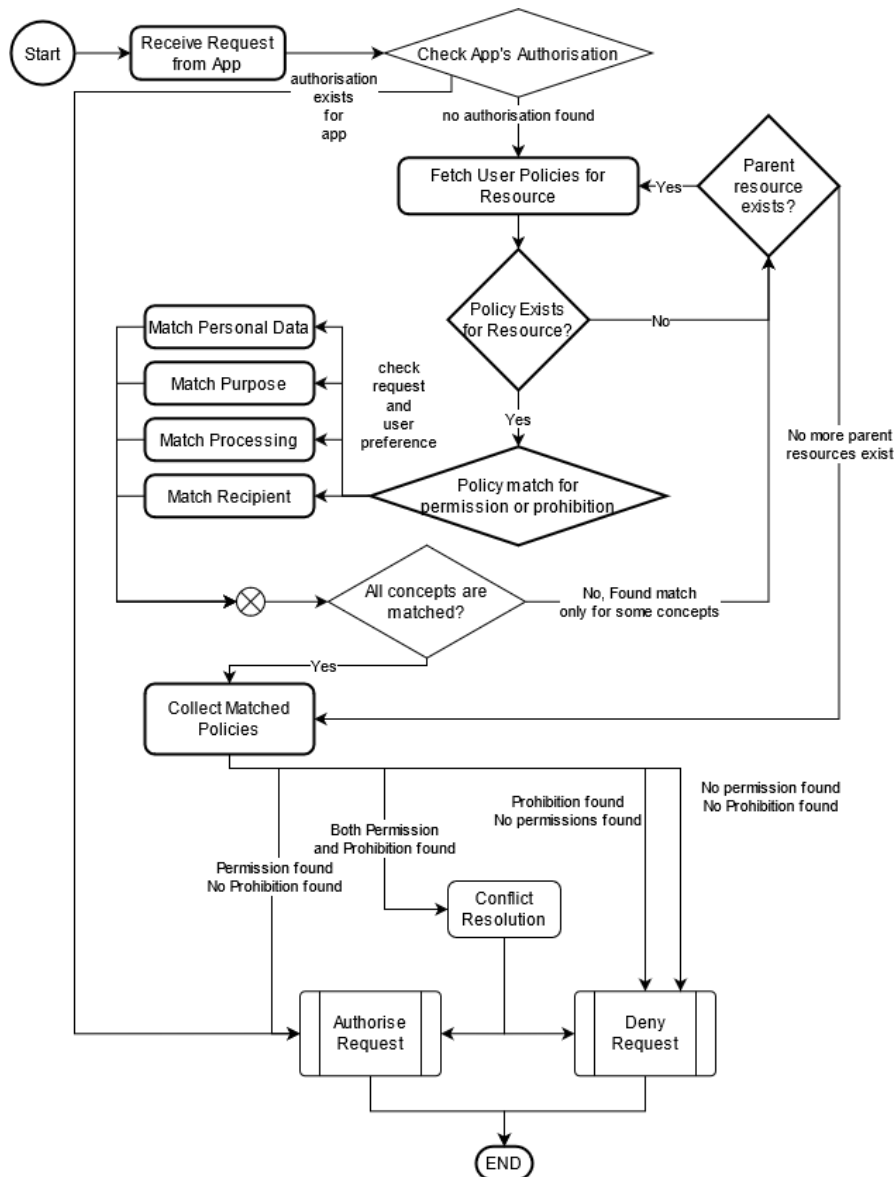 Start
Receive Request
from App
Check App's Authorisation
authorisation
exists
for
app
no authorisation found
Fetch User Policies for
Resource
Yes
Parent
resource
exists?
Policy Exists
for Resource?
No
Match Personal Data
Match Purpose
Match Processing
Match Recipient
check
request
and
user
preference
Yes
No more parent
resources exist
Policy match for
permission or prohibition
All concepts are
matched?
No, Found match
only for some concepts
Yes
Collect Matched
Policies
No permission found
No Prohibition found
Prohibition found
No permissions found
Both Permission
and Prohibition found
Permission found
No Prohibition found
Conflict
Resolution
Authorise
Request
Deny
Request
END